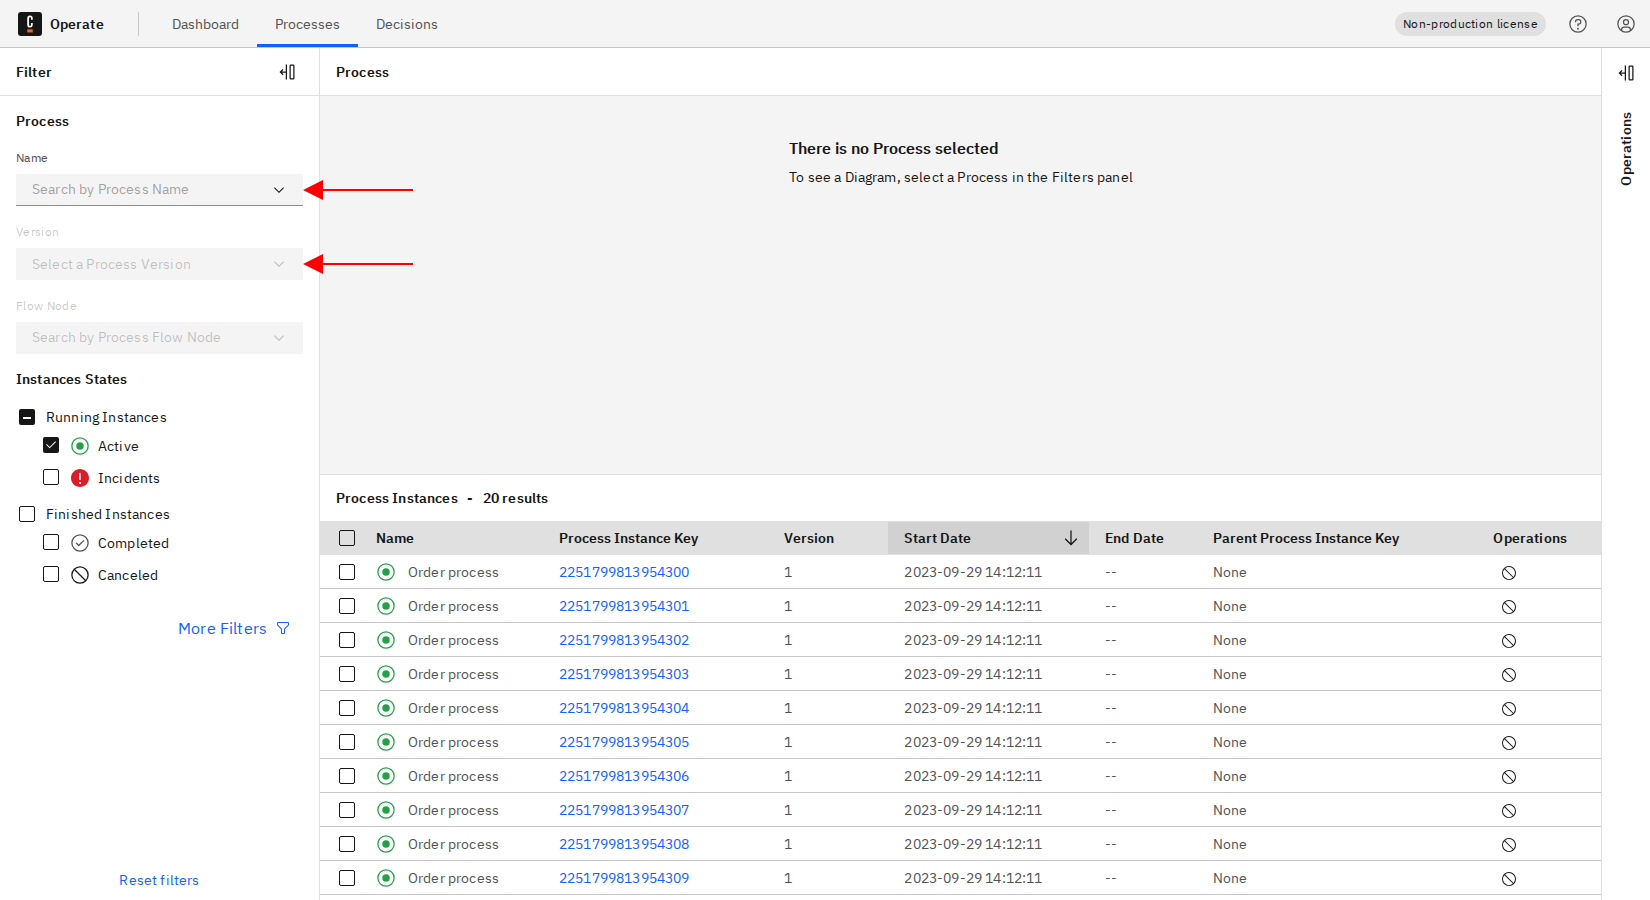 Operate Dashboard Processes Decisions Non-production license
Filter
Process
Name
Search by Process Name
Version
Select a Process Version
Flow Node
Search by Process Flow Node
Instances States
Running Instances
Active
Incidents
Finished Instances
Completed
Canceled
More Filters
Reset filters
Process
There is no Process selected
To see a Diagram, select a Process in the Filters panel
Process Instances - 20 results
Name Process Instance Key Version Start Date End Date Parent Process Instance Key Operations
Order process 2251799813954300 1 2023-09-29 14:12:11 -- None
Order process 2251799813954301 1 2023-09-29 14:12:11 -- None
Order process 2251799813954302 1 2023-09-29 14:12:11 -- None
Order process 2251799813954303 1 2023-09-29 14:12:11 -- None
Order process 2251799813954304 1 2023-09-29 14:12:11 -- None
Order process 2251799813954305 1 2023-09-29 14:12:11 -- None
Order process 2251799813954306 1 2023-09-29 14:12:11 -- None
Order process 2251799813954307 1 2023-09-29 14:12:11 -- None
Order process 2251799813954308 1 2023-09-29 14:12:11 -- None
Order process 2251799813954309 1 2023-09-29 14:12:11 -- None
Operations